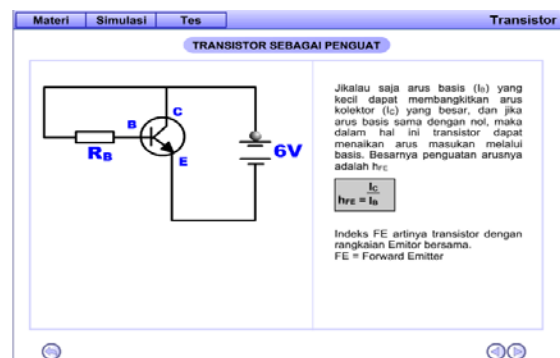 Materi Simulasi Tes Transistor
TRANSISTOR SEBAGAI PENGUAT
C
B
RB
E
6V
Jikalau saja arus basis (IB) yang
kecil dapat membangkitkan arus
kolektor (IC) yang besar, dan jika
arus basis sama dengan nol, maka
dalam hal ini transistor dapat
menaikan arus masukan melalui
basis. Besarnya penguatan arusnya
adalah hFE
hFE = IC
IB
Indeks FE artinya transistor dengan
rangkaian Emitor bersama.
FE = Forward Emitter